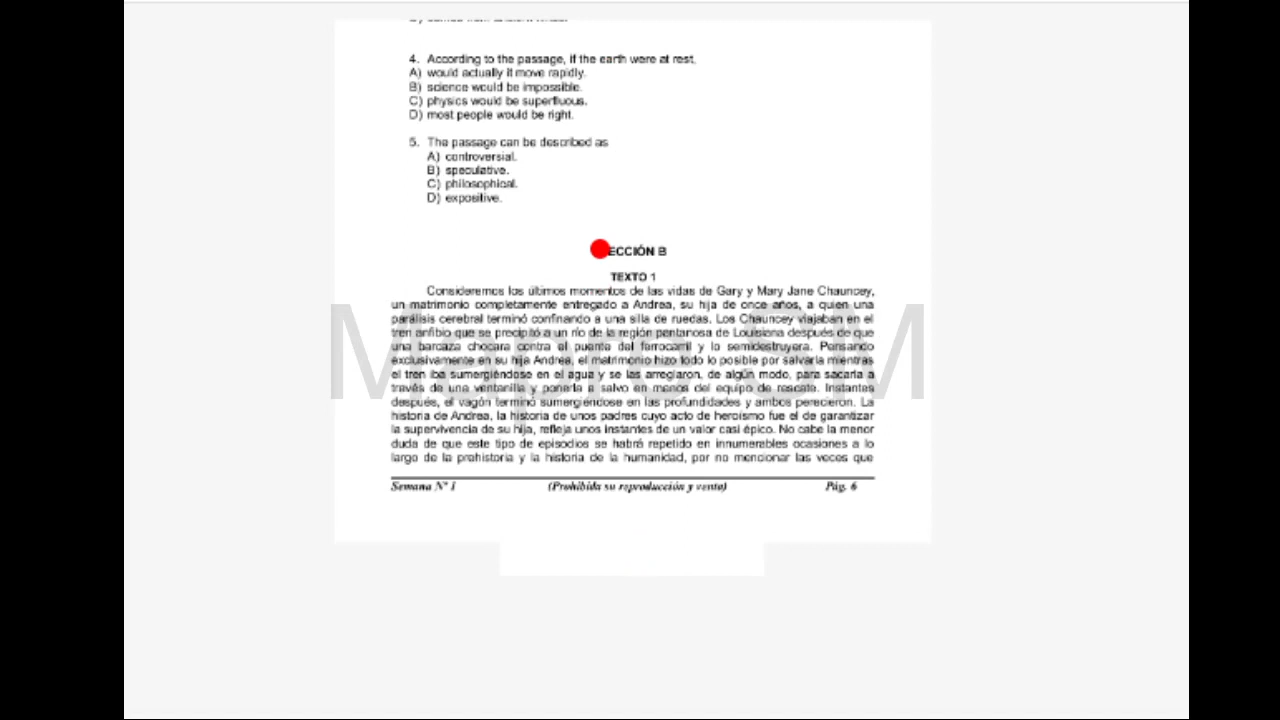 4. According to the passage, if the earth were at rest,
A) would actually it move rapidly.
B) science would be impossible.
C) physics would be superfluous.
D) most people would be right.
5. The passage can be described as
A) controversial.
B) speculative.
C) philosophical.
D) expositive.
ECCIÓN B
TEXTO 1
Consideremos los últimos momentos de las vidas de Gary y Mary Jane Chauncey,
un matrimonio completamente entregado a Andrea, su hija de once años, a quien una
parálisis cerebral terminó confinando a una silla de ruedas. Los Chauncey viajaban en el
tren anfibio que se precipitó a un río de la región pantanosa de Louisiana después de que
una barcaza chocara contra el puente del ferrocarril y lo semidestruyera. Pensando
exclusivamente en su hija Andrea, el matrimonio hizo todo lo posible por salvarla mientras
el tren iba sumergiéndose en el agua y se las arreglaron, de algún modo, para sacarla a
través de una ventanilla y ponerla a salvo en manos del equipo de rescate. Instantes
después, el vagón terminó sumergiéndose en las profundidades y ambos perecieron. La
historia de Andrea, la historia de unos padres cuyo acto de heroísmo fue el de garantizar
la supervivencia de su hija, refleja unos instantes de un valor casi épico. No cabe la menor
duda de que este tipo de episodios se habrá repetido en innumerables ocasiones a lo
largo de la prehistoria y la historia de la humanidad, por no mencionar las veces que
Semana Nº 1 (Prohibida su reproducción y venta) Pág. 6